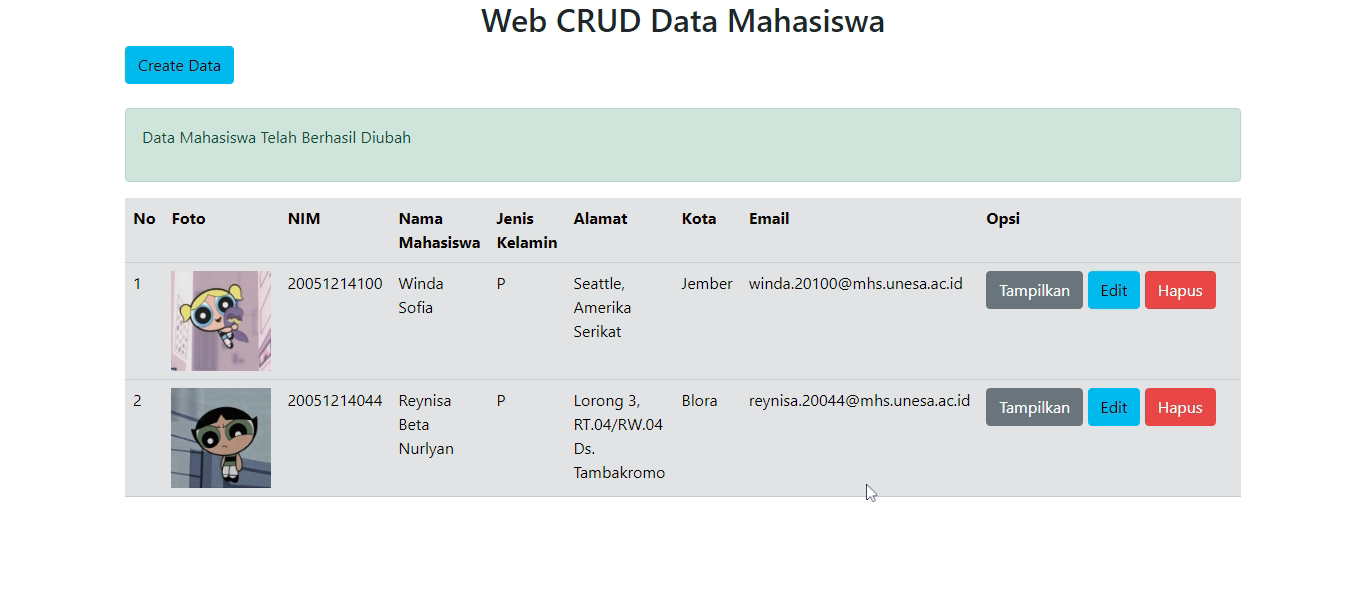 Web CRUD Data Mahasiswa
Create Data
Data Mahasiswa Telah Berhasil Diubah
No Foto NIM Nama Jenis Alamat Kota Email Opsi
Mahasiswa Kelamin
1 20051214100 Winda P Seattle, Jember winda.20100@mhs.unesa.ac.id Tampilkan Edit Hapus
Sofia Amerika
Serikat
2 20051214044 Reynisa P Lorong 3, Blora reynisa.20044@mhs.unesa.ac.id Tampilkan Edit Hapus
Beta RT.04/RW.04
Nurlyan Ds.
Tambakromo